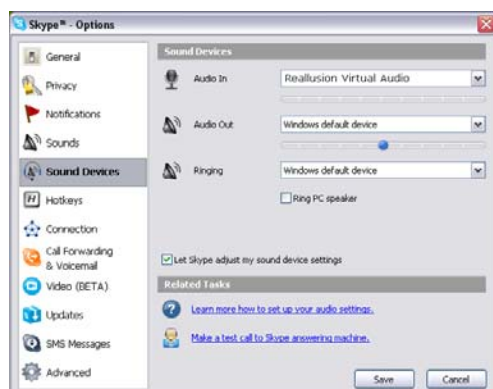 Skype™ - Options
General
Privacy
Notifications
Sounds
Sound Devices
Hotkeys
Connection
Call Forwarding
& Voicemail
Video (BETA)
Updates
SMS Messages
Advanced
Sound Devices
Audio In
Reallusion Virtual Audio
Audio Out
Windows default device
Ringing
Windows default device
Ring PC speaker
Let Skype adjust my sound device settings
Related Tasks
Learn more how to set up your audio settings.
Make a test call to Skype answering machine.
Save
Cancel